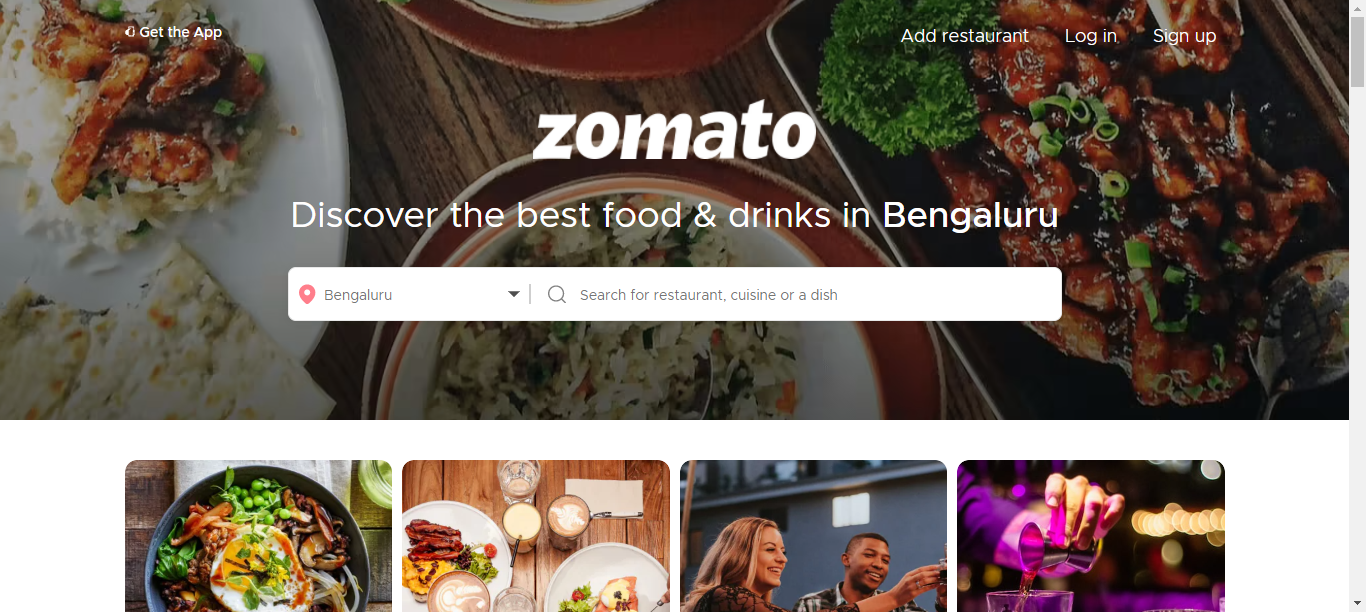 Get the App
Add restaurant
Log in
Sign up
zomato
Discover the best food & drinks in Bengaluru
Bengaluru
Search for restaurant, cuisine or a dish